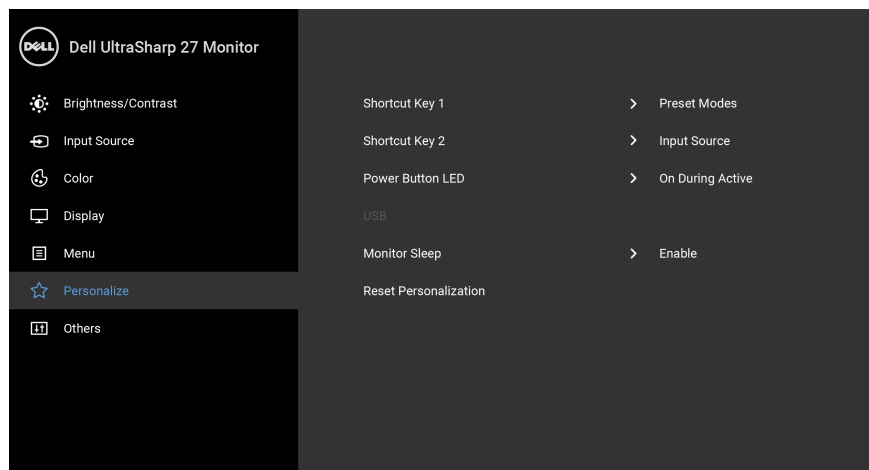 DELL Dell UltraSharp 27 Monitor
Brightness/Contrast
Input Source
Color
Display
Menu
Personalize
Others
Shortcut Key 1 > Preset Modes
Shortcut Key 2 > Input Source
Power Button LED > On During Active
USB
Monitor Sleep > Enable
Reset Personalization